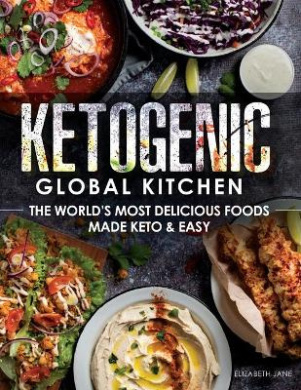 KETOGENIC
GLOBAL KITCHEN
THE WORLD'S MOST DELICIOUS FOODS
MADE KETO & EASY
ELIZABETH JANE